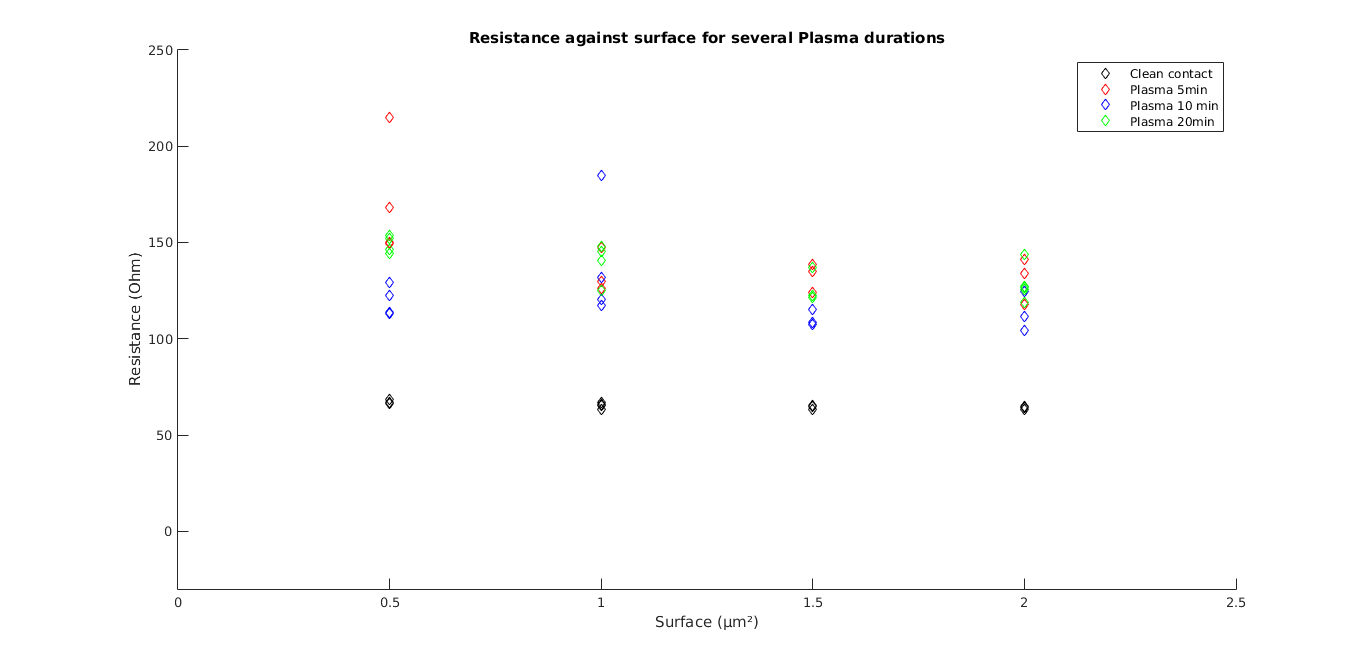 Resistance against surface for several Plasma durations
250
200
150
100
50
0
Resistance (Ohm)
Clean contact
Plasma 5min
Plasma 10 min
Plasma 20min
0 0.5 1 1.5 2 2.5
Surface (µm²)